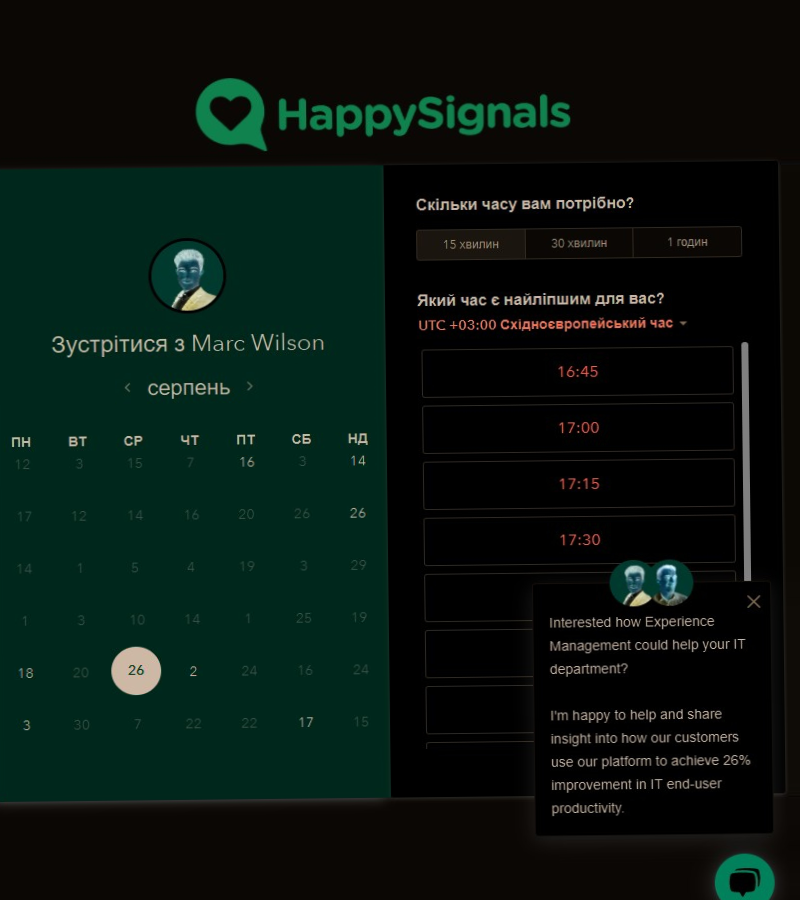 HappySignals
Зустрітися з Marc Wilson
серпень
ПН ВТ СР ЧТ ПТ СБ НД
12 3 15 7 16 3 14
17 12 14 16 20 26 26
14 1 5 4 19 3 29
1 3 10 14 1 25 19
18 20 26 2 24 16 24
3 30 7 22 22 17 15
Скільки часу вам потрібно?
15 хвилин 30 хвилин 1 годин
Який час є найліпшим для вас?
UTC +03:00 Східноєвропейський час
16:45
17:00
17:15
17:30
Interested how Experience
Management could help your IT
department?
I'm happy to help and share
insight into how our customers
use our platform to achieve 26%
improvement in IT end-user
productivity.